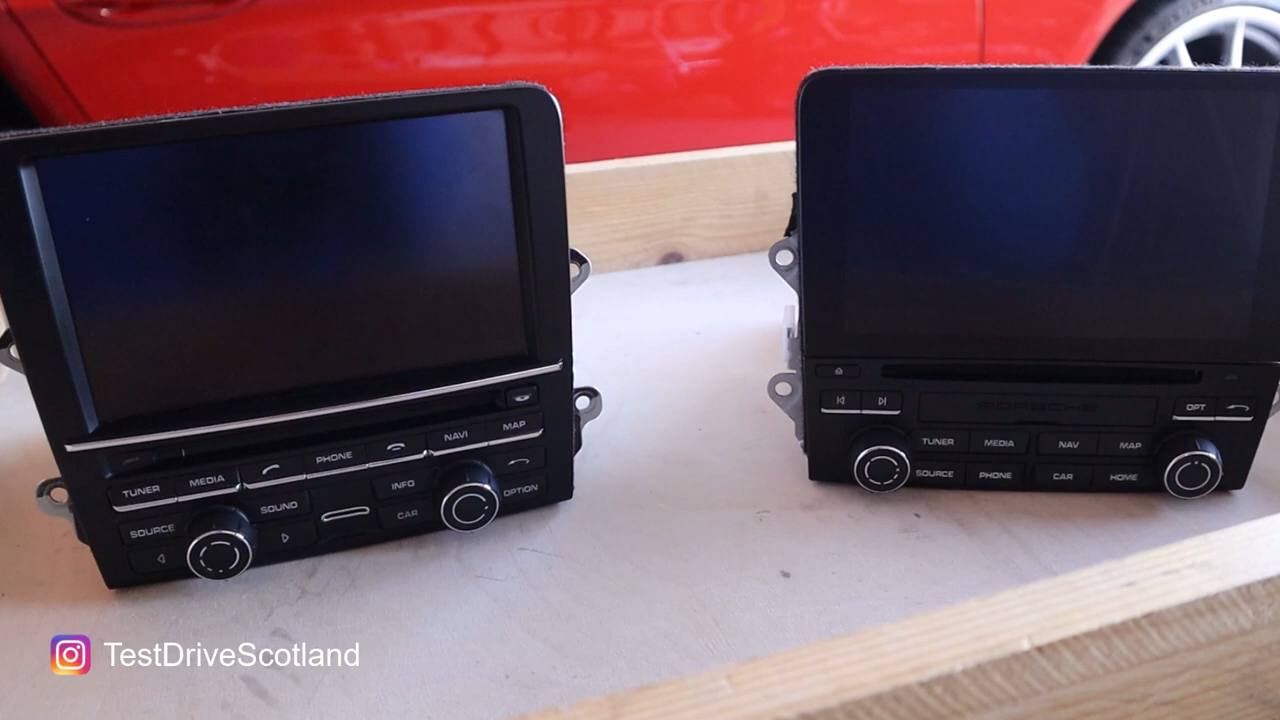 TUNER MEDIA PHONE NAVI MAP
SOURCE SOUND INFO CAR OPTION
PORSCHE OPT
TUNER MEDIA NAV MAP
SOURCE PHONE CAR HOME
TestDriveScotland